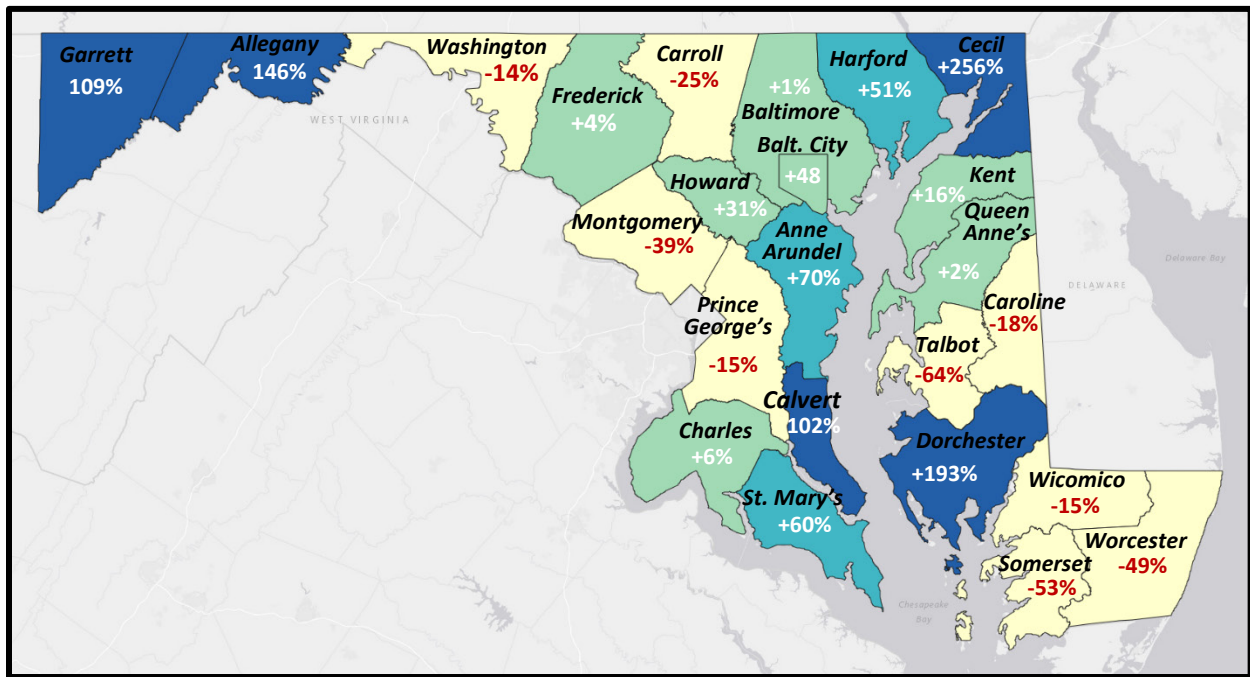 Garrett
109%
Allegany
146%
Washington
-14%
Frederick
+4%
Carroll
-25%
+1%
Baltimore
Balt. City
+48
Harford
+51%
Cecil
+256%
WEST VIRGINIA
Howard
+31%
Montgomery
-39%
Kent
+16%
Queen
Anne's
+2%
Anne
Arundel
+70%
Prince
George's
-15%
Caroline
-18%
Talbot
-64%
Delaware Bay
DELAWARE
Calvert
102%
Charles
+6%
Dorchester
+193%
St. Mary's
+60%
Wicomico
-15%
Worcester
-49%
Somerset
-53%
Chesapeake
Bay